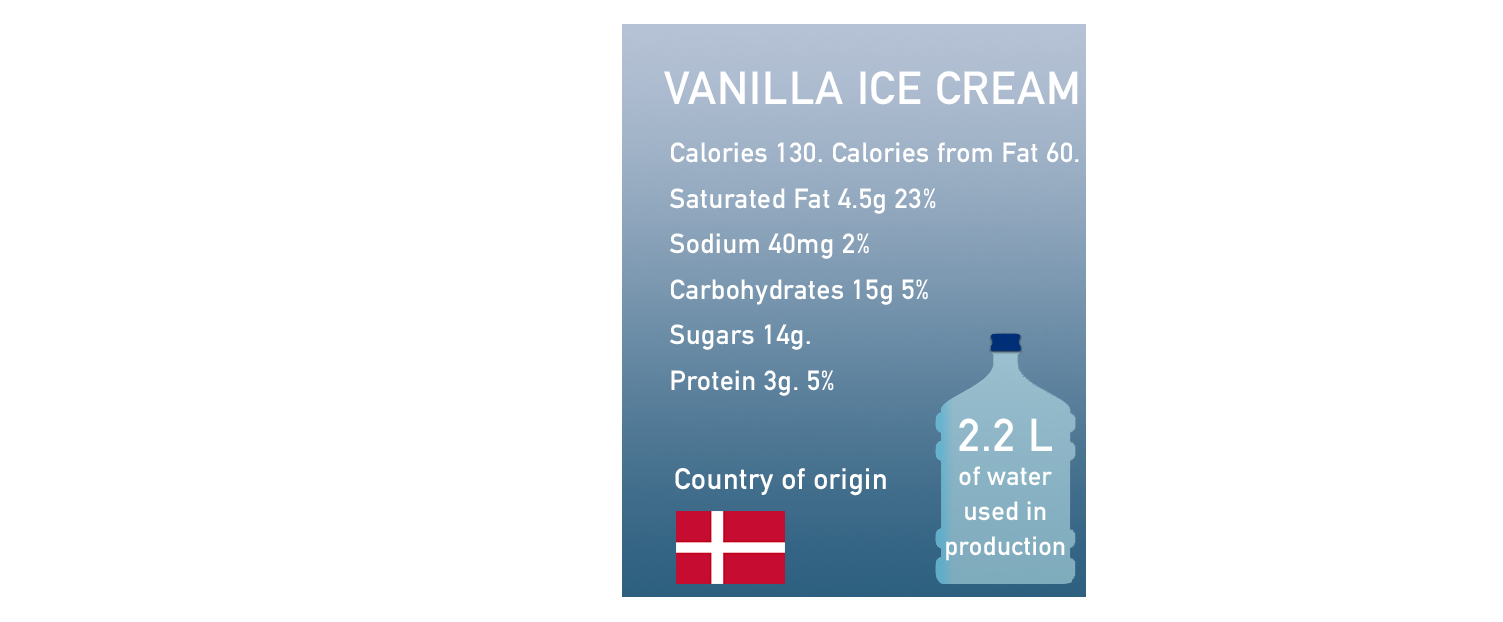 VANILLA ICE CREAM
Calories 130. Calories from Fat 60.
Saturated Fat 4.5g 23%
Sodium 40mg 2%
Carbohydrates 15g 5%
Sugars 14g.
Protein 3g. 5%
Country of origin
2.2 L
of water
used in
production